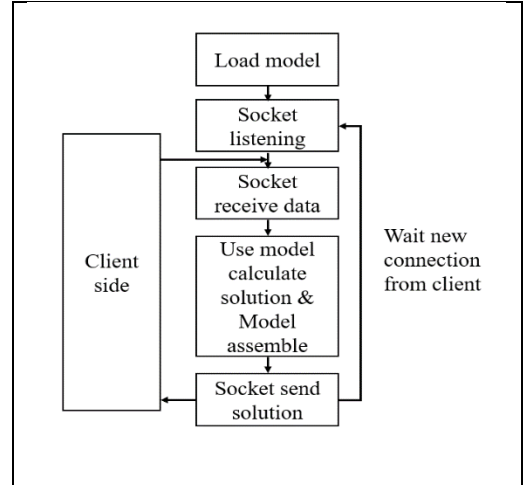 Load model
Socket
listening
Socket
receive data
Client
side
Use model
calculate
solution &
Model
assemble
Wait new
connection
from client
Socket send
solution